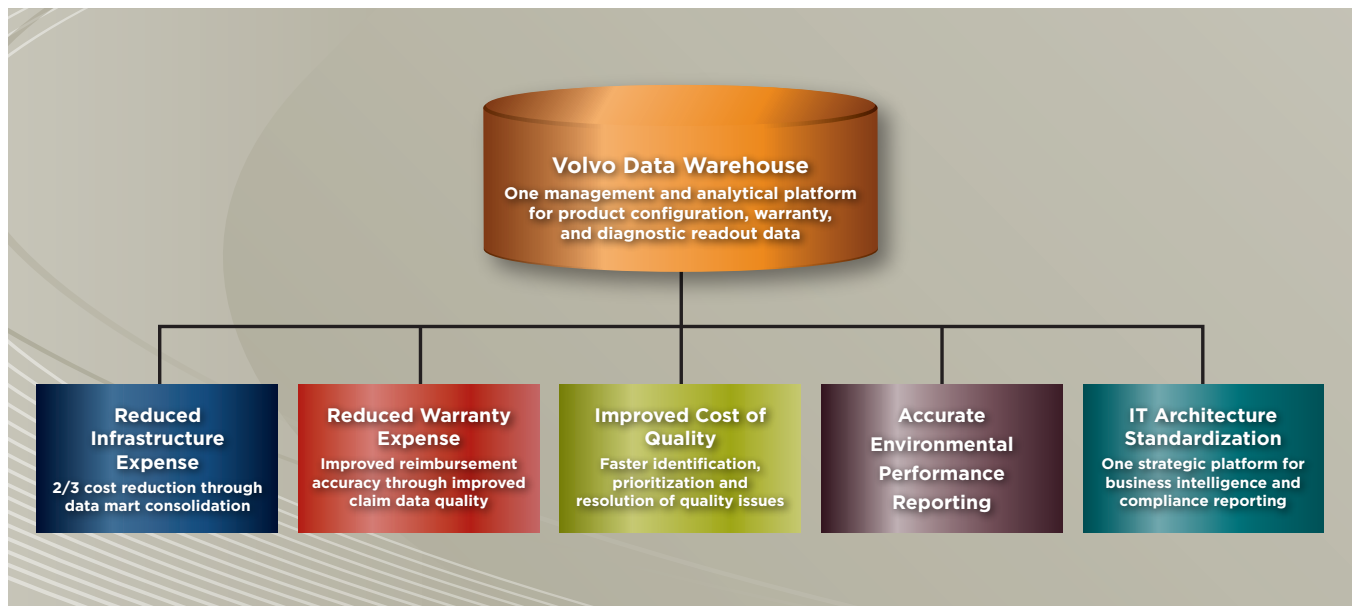 Volvo Data Warehouse
One management and analytical platform
for product configuration, warranty,
and diagnostic readout data
Reduced
Infrastructure
Expense
2/3 cost reduction through
data mart consolidation
Reduced Warranty
Expense
Improved reimbursement
accuracy through improved
claim data quality
Improved Cost of
Quality
Faster identification,
prioritization and
resolution of quality issues
Accurate
Environmental
Performance
Reporting
IT Architecture
Standardization
One strategic platform for
business intelligence and
compliance reporting